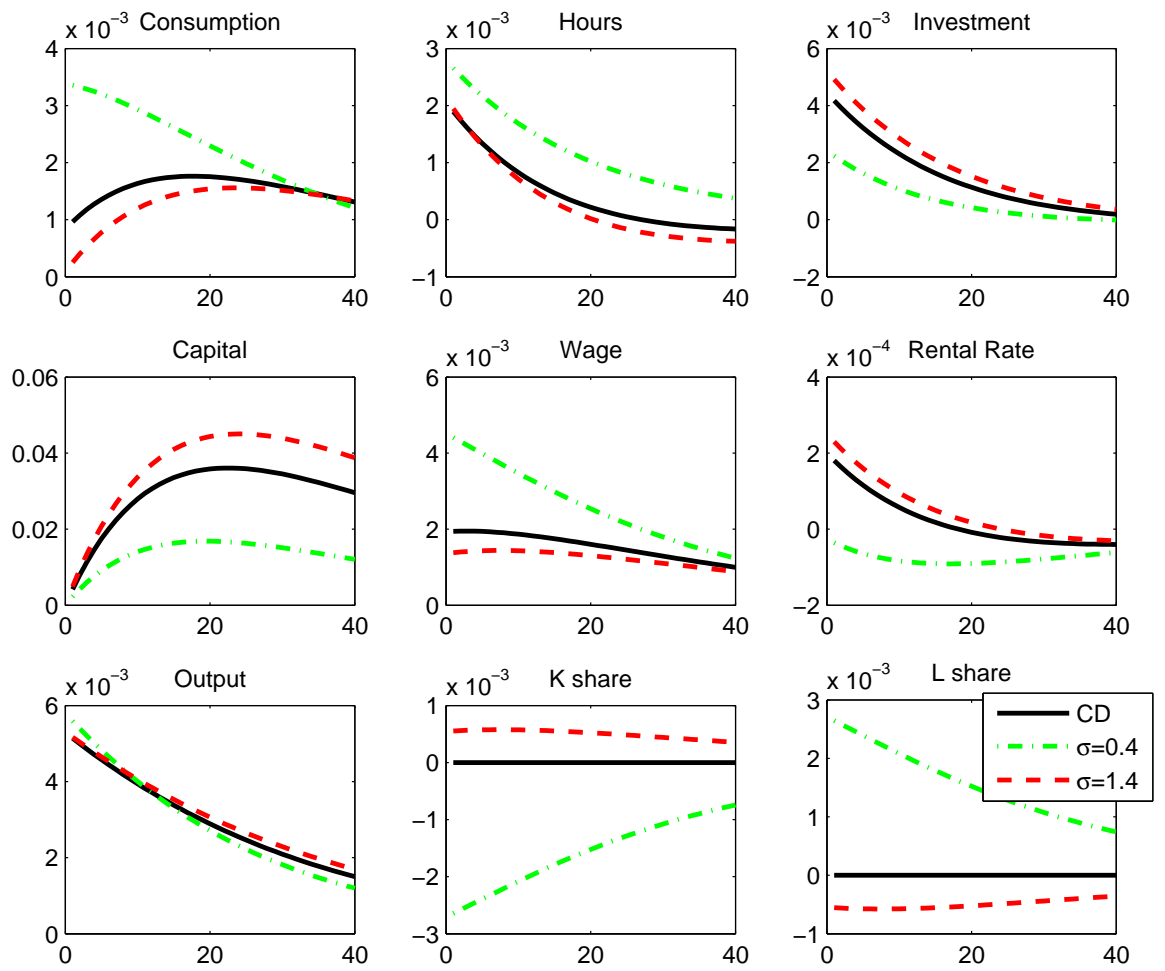 x 10−3 Consumption
4
3
2
1
0
0 20 40
x 10−3 Hours
3
2
1
0
−1
0 20 40
x 10−3 Investment
6
4
2
0
−2
0 20 40
Capital
0.06
0.04
0.02
0
0 20 40
x 10−3 Wage
6
4
2
0
0 20 40
x 10−4 Rental Rate
4
2
0
−2
0 20 40
x 10−3 Output
6
4
2
0
0 20 40
x 10−3 K share
1
0
−1
−2
−3
0 20 40
x 10−3 L share
3
2
1
0
−1
0 20 40
CD
σ=0.4
σ=1.4